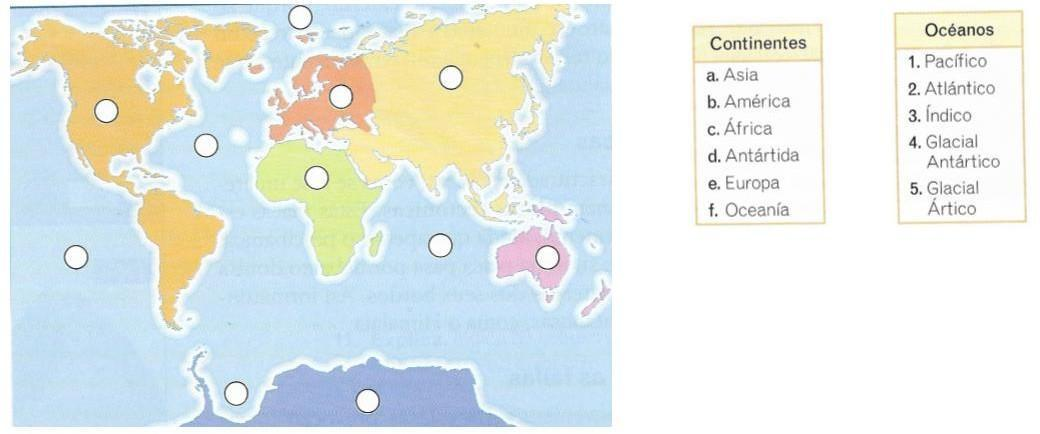 Continentes
a. Asia
b. América
c. África
d. Antártida
e. Europa
f. Oceanía
Océanos
1. Pacífico
2. Atlántico
3. Índico
4. Glacial
Antártico
5. Glacial
Ártico